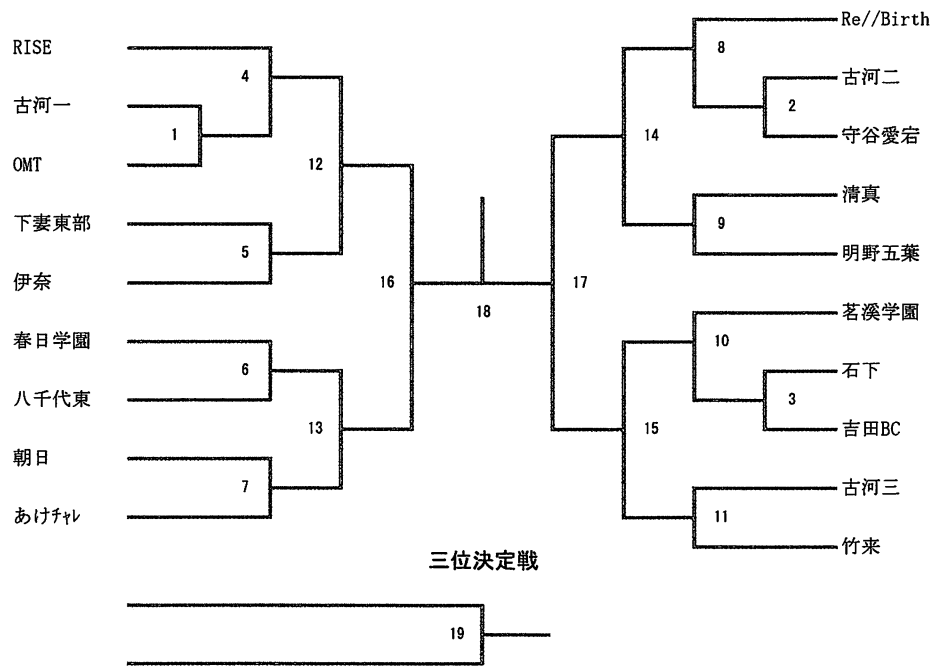 RISE
4
古河一
1
OMT
12
下妻東部
5
伊奈
16
春日学園
6
八千代東
13
朝日
7
あけチャレ
18
Re//Birth
8
古河二
2
守谷愛宕
14
清真
9
明野五葉
17
茗溪学園
10
石下
3
吉田BC
15
古河三
11
竹来
三位決定戦
19